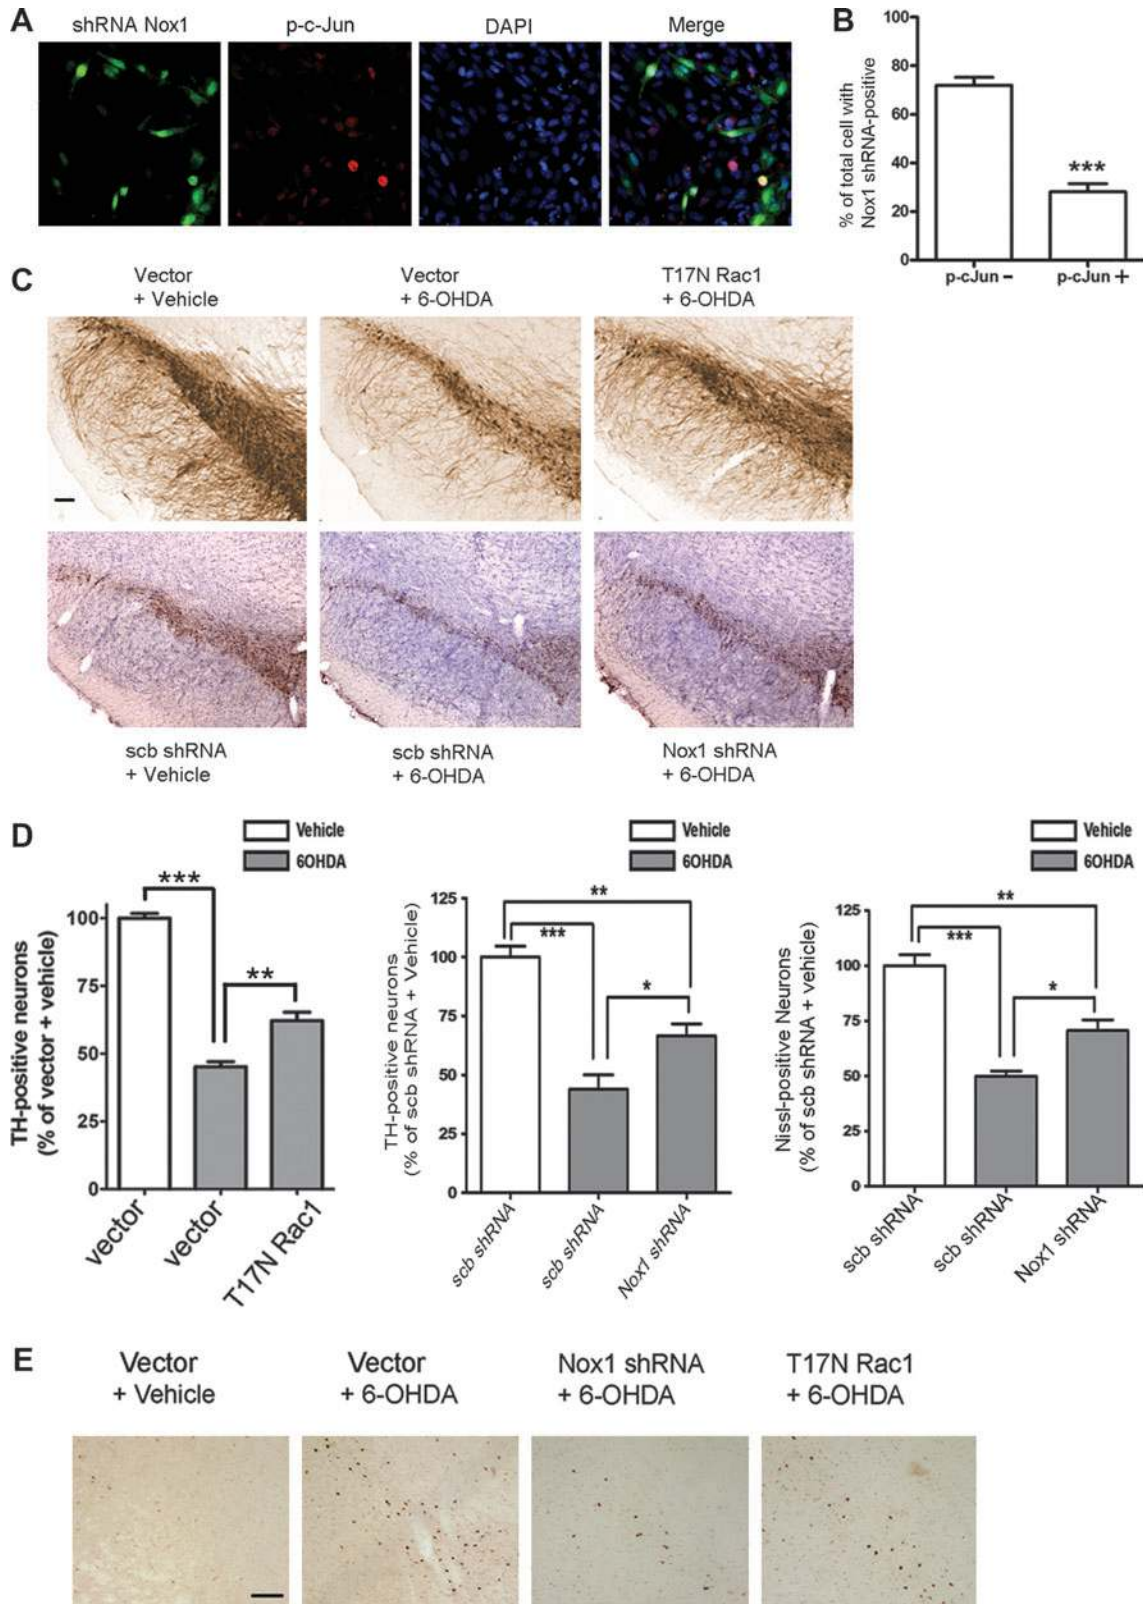 A
shRNA Nox1
p-c-Jun
DAPI
Merge
B
% of total cell with
Nox1 shRNA-positive
80
60
40
20
0
***
p-cJun -
p-cJun +
C
Vector
+ Vehicle
Vector
+ 6-OHDA
T17N Rac1
+ 6-OHDA
scb shRNA
+ Vehicle
scb shRNA
+ 6-OHDA
Nox1 shRNA
+ 6-OHDA
D
Vehicle
6OHDA
TH-positive neurons
(% of vector + vehicle)
100
75
50
25
0
***
**
vector
vector
T17N Rac1
Vehicle
6OHDA
TH-positive neurons
(% of scb shRNA + Vehicle)
125
100
75
50
25
0
**
***
*
scb shRNA
scb shRNA
Nox1 shRNA
Vehicle
6OHDA
Nissl-positive Neurons
(% of scb shRNA + vehicle)
125
100
75
50
25
0
**
***
*
scb shRNA
scb shRNA
Nox1 shRNA
E
Vector
+ Vehicle
Vector
+ 6-OHDA
Nox1 shRNA
+ 6-OHDA
T17N Rac1
+ 6-OHDA